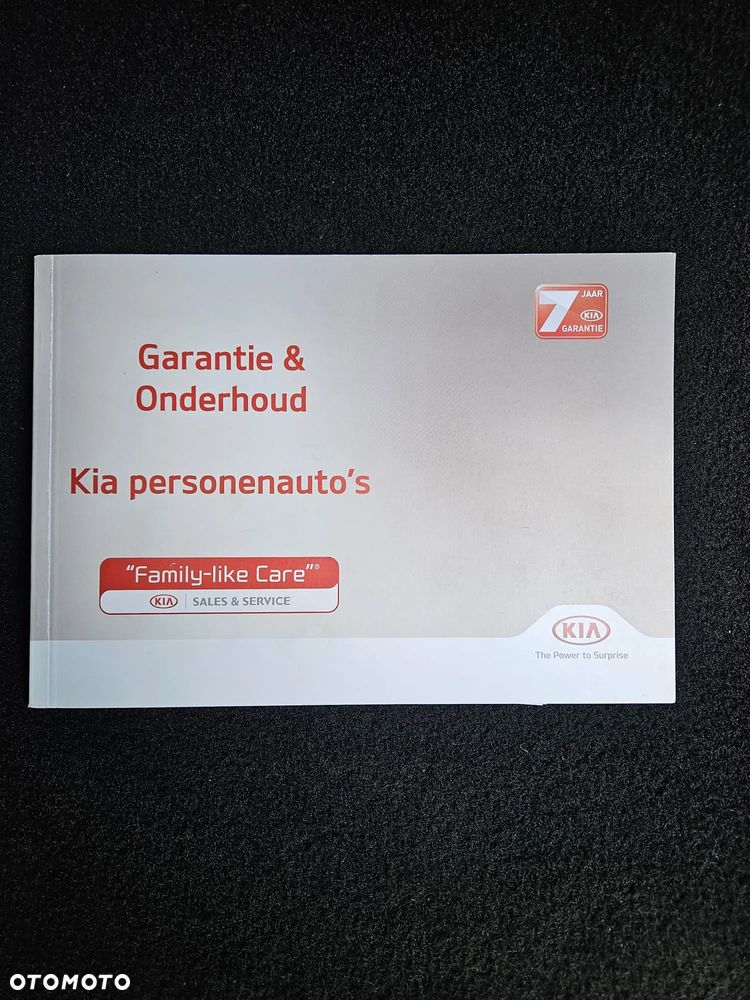 7 JAAR
KIA
GARANTIE
Garantie &
Onderhoud
Kia personenauto's
"Family-like Care"®
KIA | SALES & SERVICE
KIA
The Power to Surprise
OTOMOTO